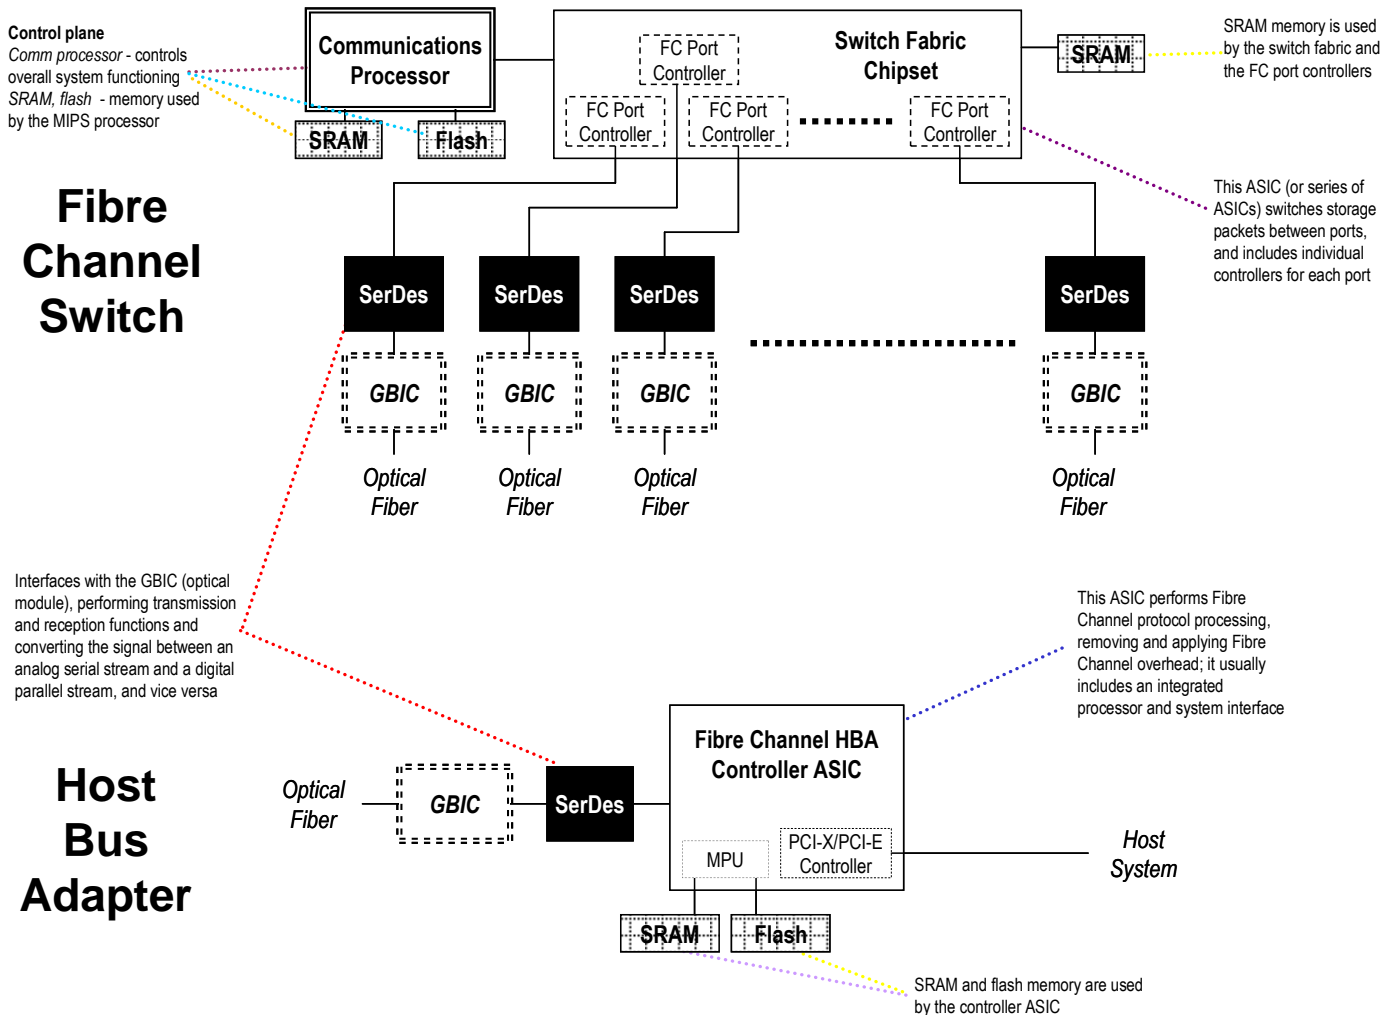 Control plane
Comm processor - controls
overall system functioning
SRAM, flash - memory used
by the MIPS processor
Communications
Processor
SRAM
Flash
Switch Fabric
Chipset
FC Port
Controller
FC Port
Controller
FC Port
Controller
FC Port
Controller
SRAM
SRAM memory is used
by the switch fabric and
the FC port controllers
This ASIC (or series of
ASICs) switches storage
packets between ports,
and includes individual
controllers for each port
Fibre
Channel
Switch
SerDes
SerDes
SerDes
SerDes
GBIC
GBIC
GBIC
GBIC
Optical
Fiber
Optical
Fiber
Optical
Fiber
Optical
Fiber
Interfaces with the GBIC (optical
module), performing transmission
and reception functions and
converting the signal between an
analog serial stream and a digital
parallel stream, and vice versa
This ASIC performs Fibre
Channel protocol processing,
removing and applying Fibre
Channel overhead; it usually
includes an integrated
processor and system interface
Host
Bus
Adapter
Optical
Fiber
GBIC
SerDes
Fibre Channel HBA
Controller ASIC
MPU
PCI-X/PCI-E
Controller
Host
System
SRAM
Flash
SRAM and flash memory are used
by the controller ASIC